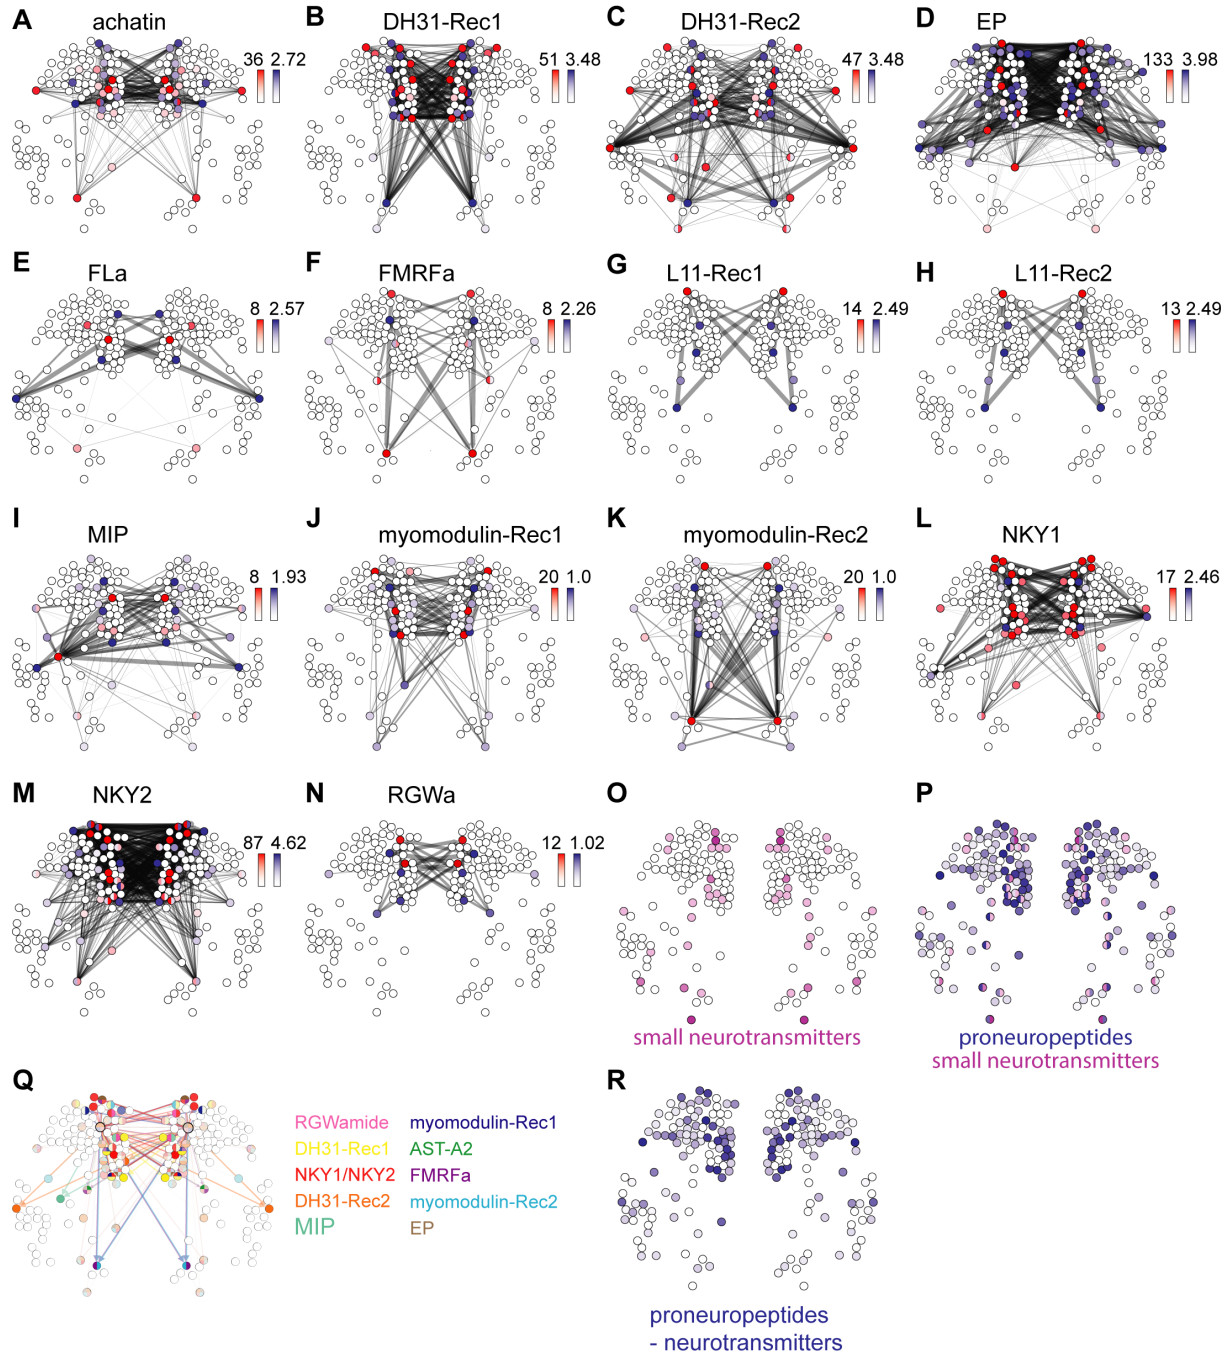 A achatin 36 2.72
B DH31-Rec1 51 3.48
C DH31-Rec2 47 3.48
D EP 133 3.98
E FLa 8 2.57
F FMRFa 8 2.26
G L11-Rec1 14 2.49
H L11-Rec2 13 2.49
I MIP 8 1.93
J myomodulin-Rec1 20 1.0
K myomodulin-Rec2 20 1.0
L NKY1 17 2.46
M NKY2 87 4.62
N RGWa 12 1.02
O
small neurotransmitters
P
proneuropeptides
small neurotransmitters
Q
RGWamide myomodulin-Rec1
DH31-Rec1 AST-A2
NKY1/NKY2 FMRFa
DH31-Rec2 myomodulin-Rec2
MIP EP
R
proneuropeptides
- neurotransmitters